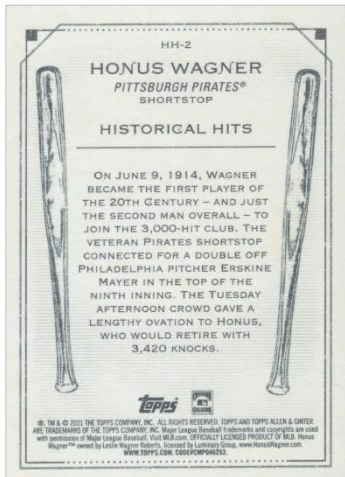 HH-2
HONUS WAGNER
PITTSBURGH PIRATES®
SHORTSTOP
HISTORICAL HITS
ON JUNE 9, 1914, WAGNER
BECAME THE FIRST PLAYER OF
THE 20TH CENTURY – AND JUST
THE SECOND MAN OVERALL – TO
JOIN THE 3,000-HIT CLUB. THE
VETERAN PIRATES SHORTSTOP
CONNECTED FOR A DOUBLE OFF
PHILADELPHIA PITCHER ERSKINE
MAYER IN THE TOP OF THE
NINTH INNING. THE TUESDAY
AFTERNOON CROWD GAVE A
LENGTHY OVATION TO HONUS,
WHO WOULD RETIRE WITH
3,420 KNOCKS.
Topps
®, TM & © 2021 THE TOPPS COMPANY, INC. ALL RIGHTS RESERVED. TOPPS AND TOPPS ALLEN & GINTER
ARE TRADEMARKS OF THE TOPPS COMPANY, INC. Major League Baseball trademarks and copyrights are used
with permission of Major League Baseball. Visit MLB.com. OFFICIALLY LICENSED PRODUCT OF MLB. Honus
Wagner™ owned by Leslie Wagner Roberts, licensed by Luminary Group, www.HonusWagner.com.
WWW.TOPPS.COM. CODE#CMP046253.